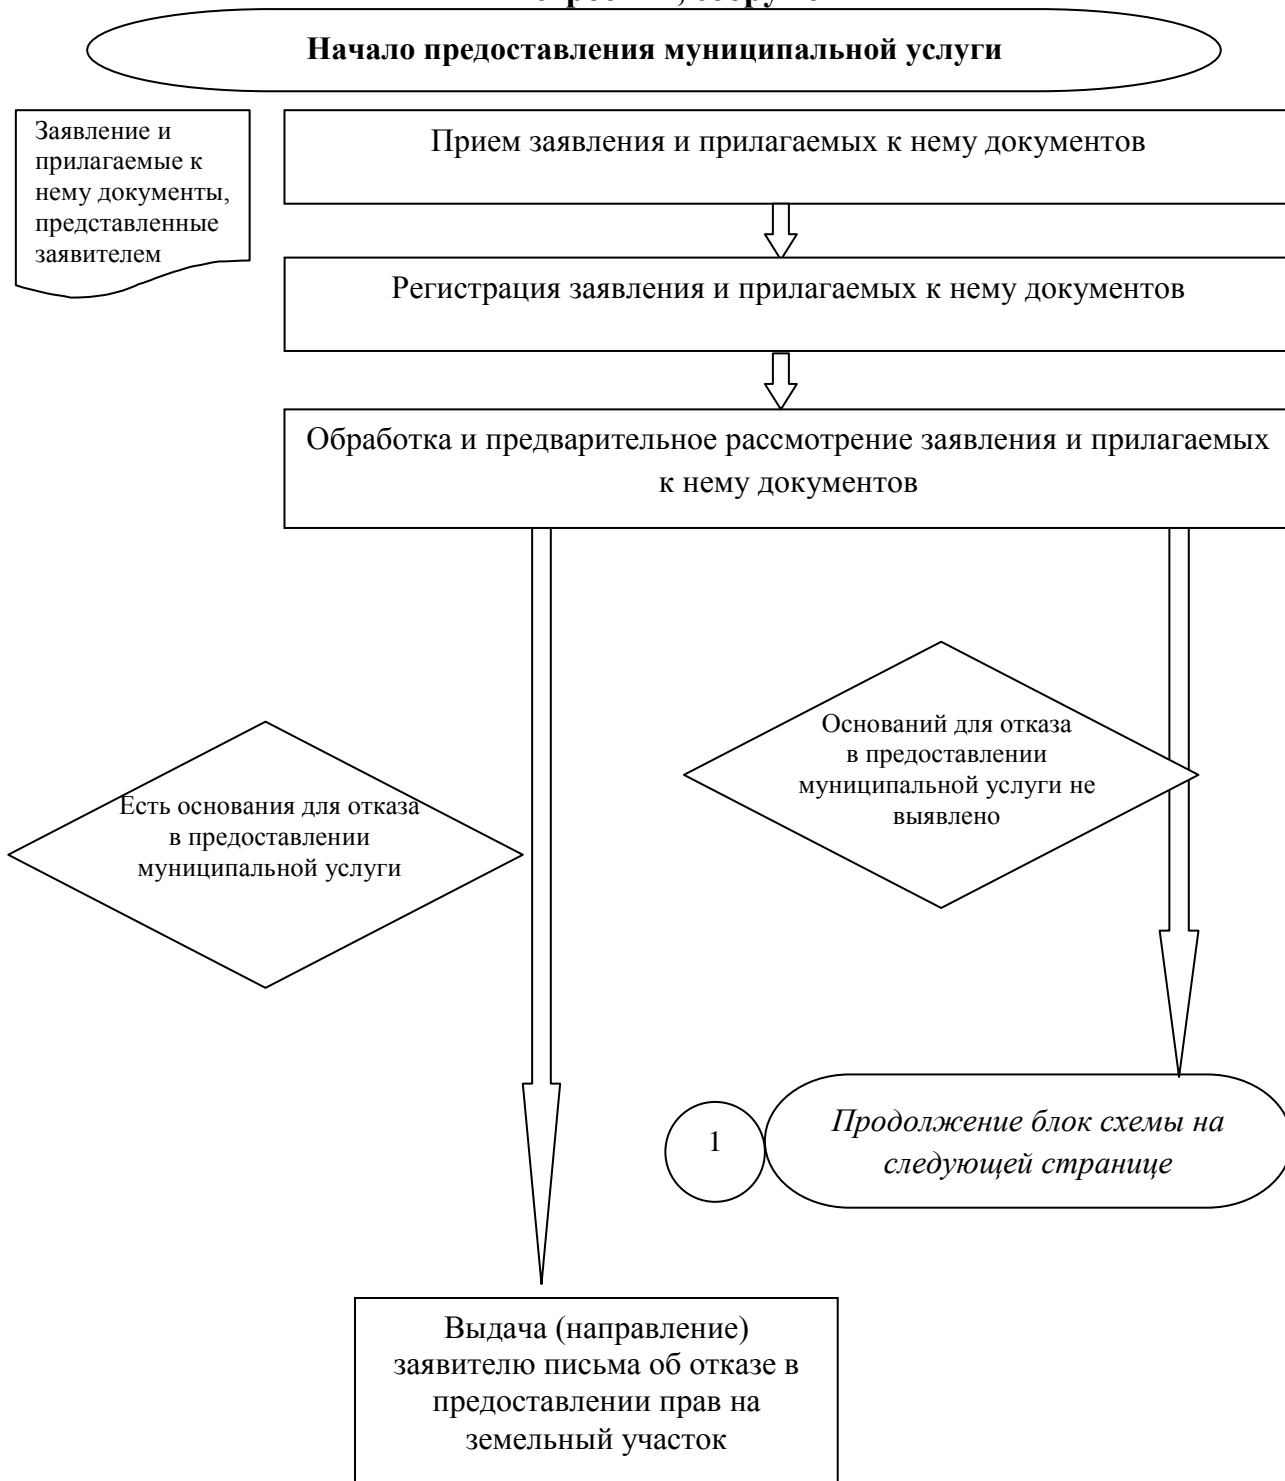 Начало предоставления муниципальной услуги
Заявление и
прилагаемые к
нему документы,
представленные
заявителем
Прием заявления и прилагаемых к нему документов
Регистрация заявления и прилагаемых к нему документов
Обработка и предварительное рассмотрение заявления и прилагаемых
к нему документов
Оснований для отказа
в предоставлении
муниципальной услуги не
выявлено
Есть основания для отказа
в предоставлении
муниципальной услуги
1
Продолжение блок схемы на
следующей странице
Выдача (направление)
заявителю письма об отказе в
предоставлении прав на
земельный участок